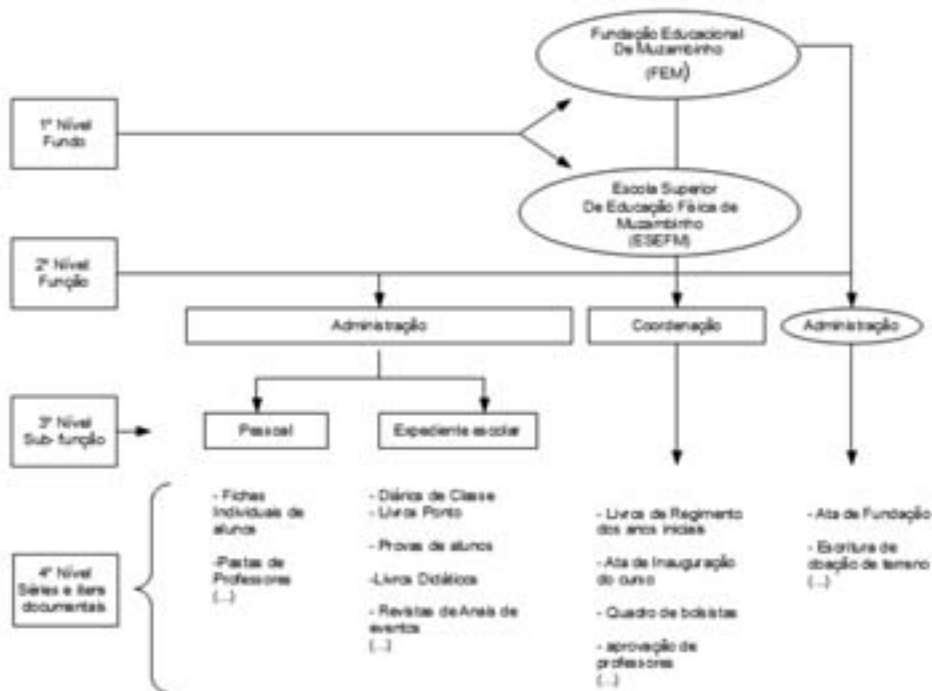 Fundação Educacional
De Muzambinho
(FEM)
1º Nível
Fundo
Escola Superior
De Educação Física de
Muzambinho
(ESEFM)
2º Nível:
Função
Administração
Coordenação
Administração
3º Nível
Sub- função
Pessoal
Expediente escolar
4º Nível
Séries e itens
documentais
- Fichas
Individuais de
alunos
-Pastas de
Professores
(...)
- Diários de Classe
- Livros Ponto
- Provas de alunos
-Livros Didáticos
- Revistas de Anais de
eventos
(...)
- Livros de Regimento
dos anos iniciais
- Ata de Inauguração
do curso
- Quadro de bolsistas
- aprovação de
professores
(...)
- Ata de Fundação
- Escritura de
doação de terreno
(...)